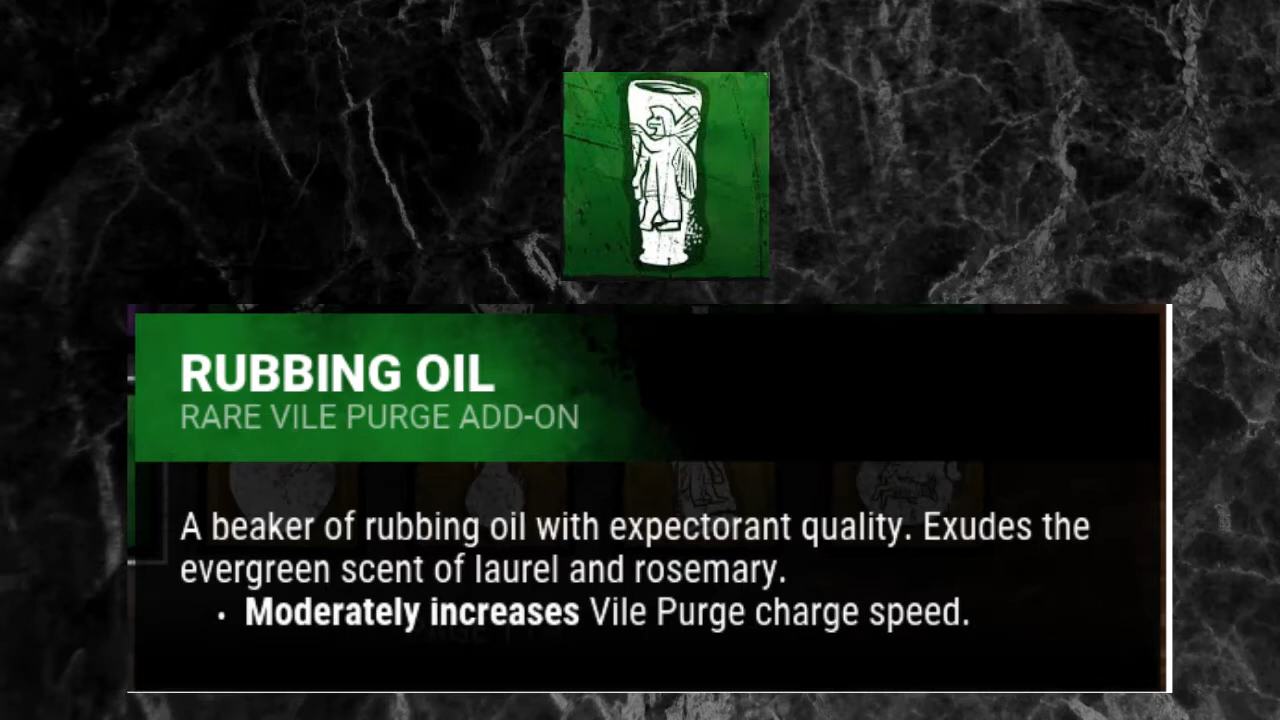 RUBBING OIL
RARE VILE PURGE ADD-ON
A beaker of rubbing oil with expectorant quality. Exudes the
evergreen scent of laurel and rosemary.
• Moderately increases Vile Purge charge speed.